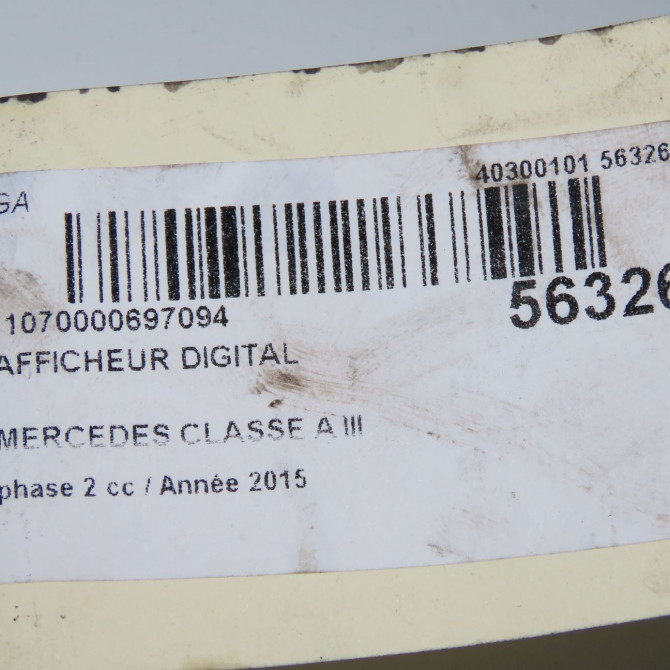 GA
40300101 56326
1070000697094
56326
AFFICHEUR DIGITAL
MERCEDES CLASSE A III
phase 2 cc / Année 2015